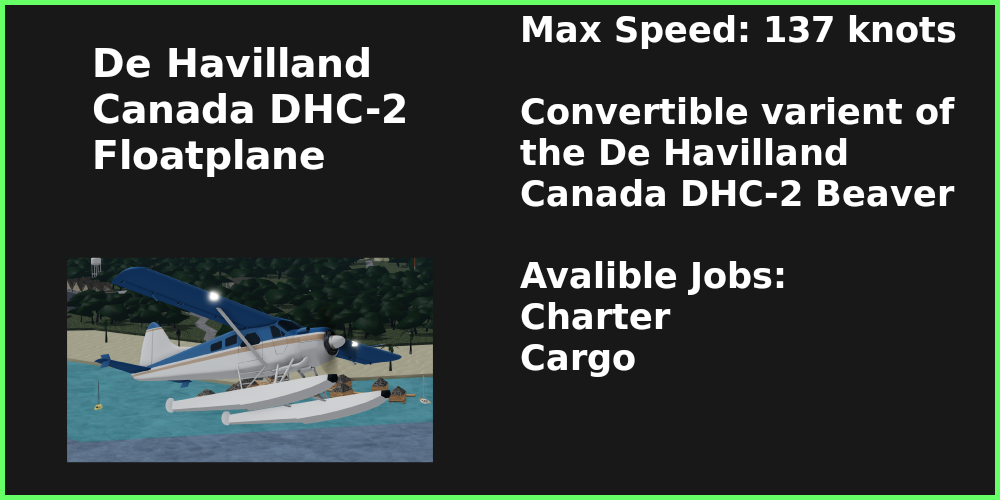 De Havilland
Canada DHC-2
Floatplane
Max Speed: 137 knots
Convertible varient of
the De Havilland
Canada DHC-2 Beaver
Avalible Jobs:
Charter
Cargo